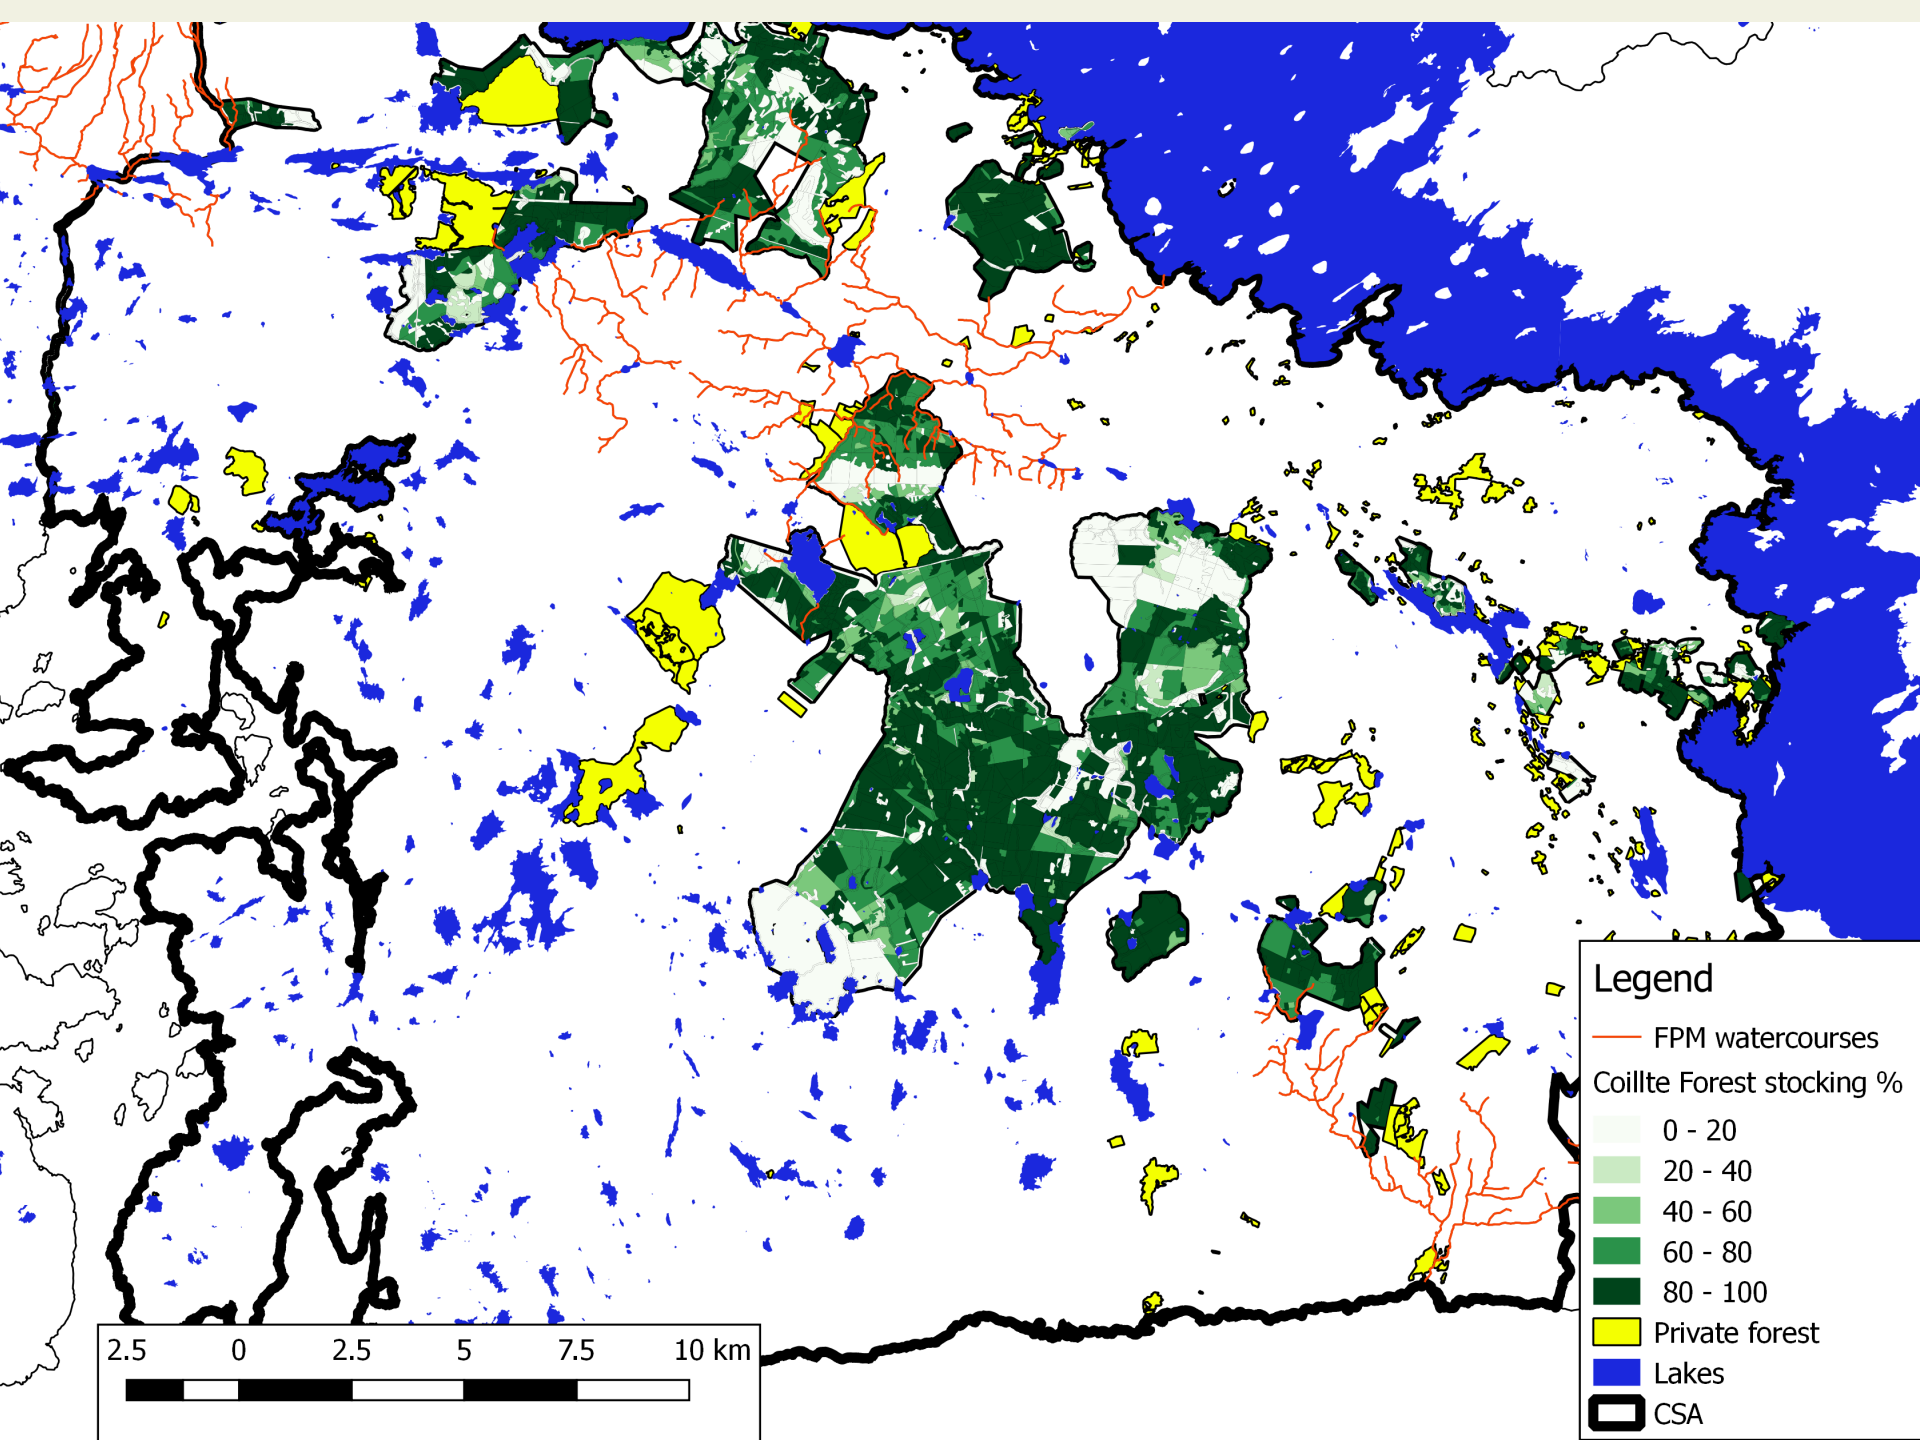 Legend
FPM watercourses
Coillte Forest stocking %
0 - 20
20 - 40
40 - 60
60 - 80
80 - 100
Private forest
Lakes
CSA
2.5 0 2.5 5 7.5 10 km